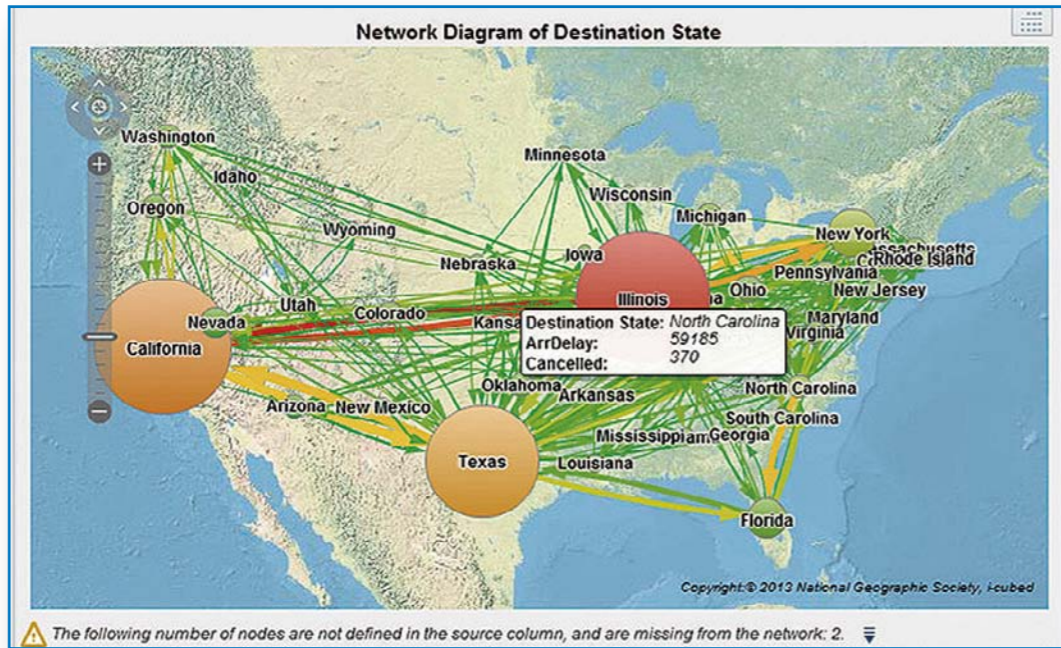 Network Diagram of Destination State
Washington
Minnesota
Idaho
Wisconsin
Oregon
Michigan
Wyoming
New York
Iowa
Rhode Island
Nebraska
Pennsylvania
Ohio
New Jersey
Utah
Illinois
Colorado
Nevada
Maryland
California
Destination State: North Carolina
ArrDelay: 59185
Cancelled: 370
Virginia
Oklahoma
North Carolina
Arkansas
Arizona
New Mexico
South Carolina
Mississippi
Georgia
Texas
Louisiana
Florida
Copyright:© 2013 National Geographic Society, i-cubed
The following number of nodes are not defined in the source column, and are missing from the network: 2.